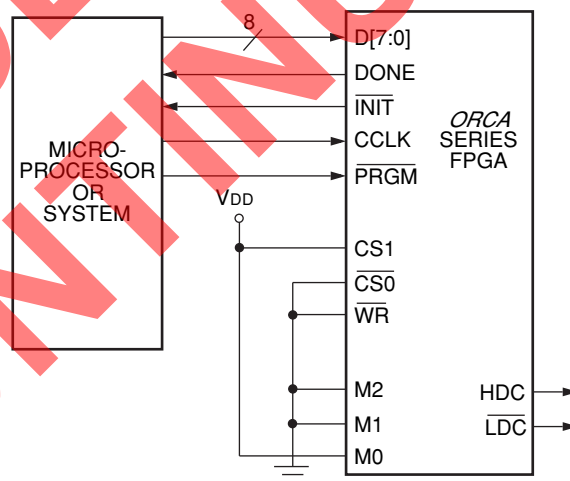 8
D[7:0]
DONE
INIT
CCLK
PRGM
MICRO-
PROCESSOR
OR
SYSTEM
ORCA
SERIES
FPGA
VDD
CS1
CS0
WR
M2
M1
M0
HDC
LDC